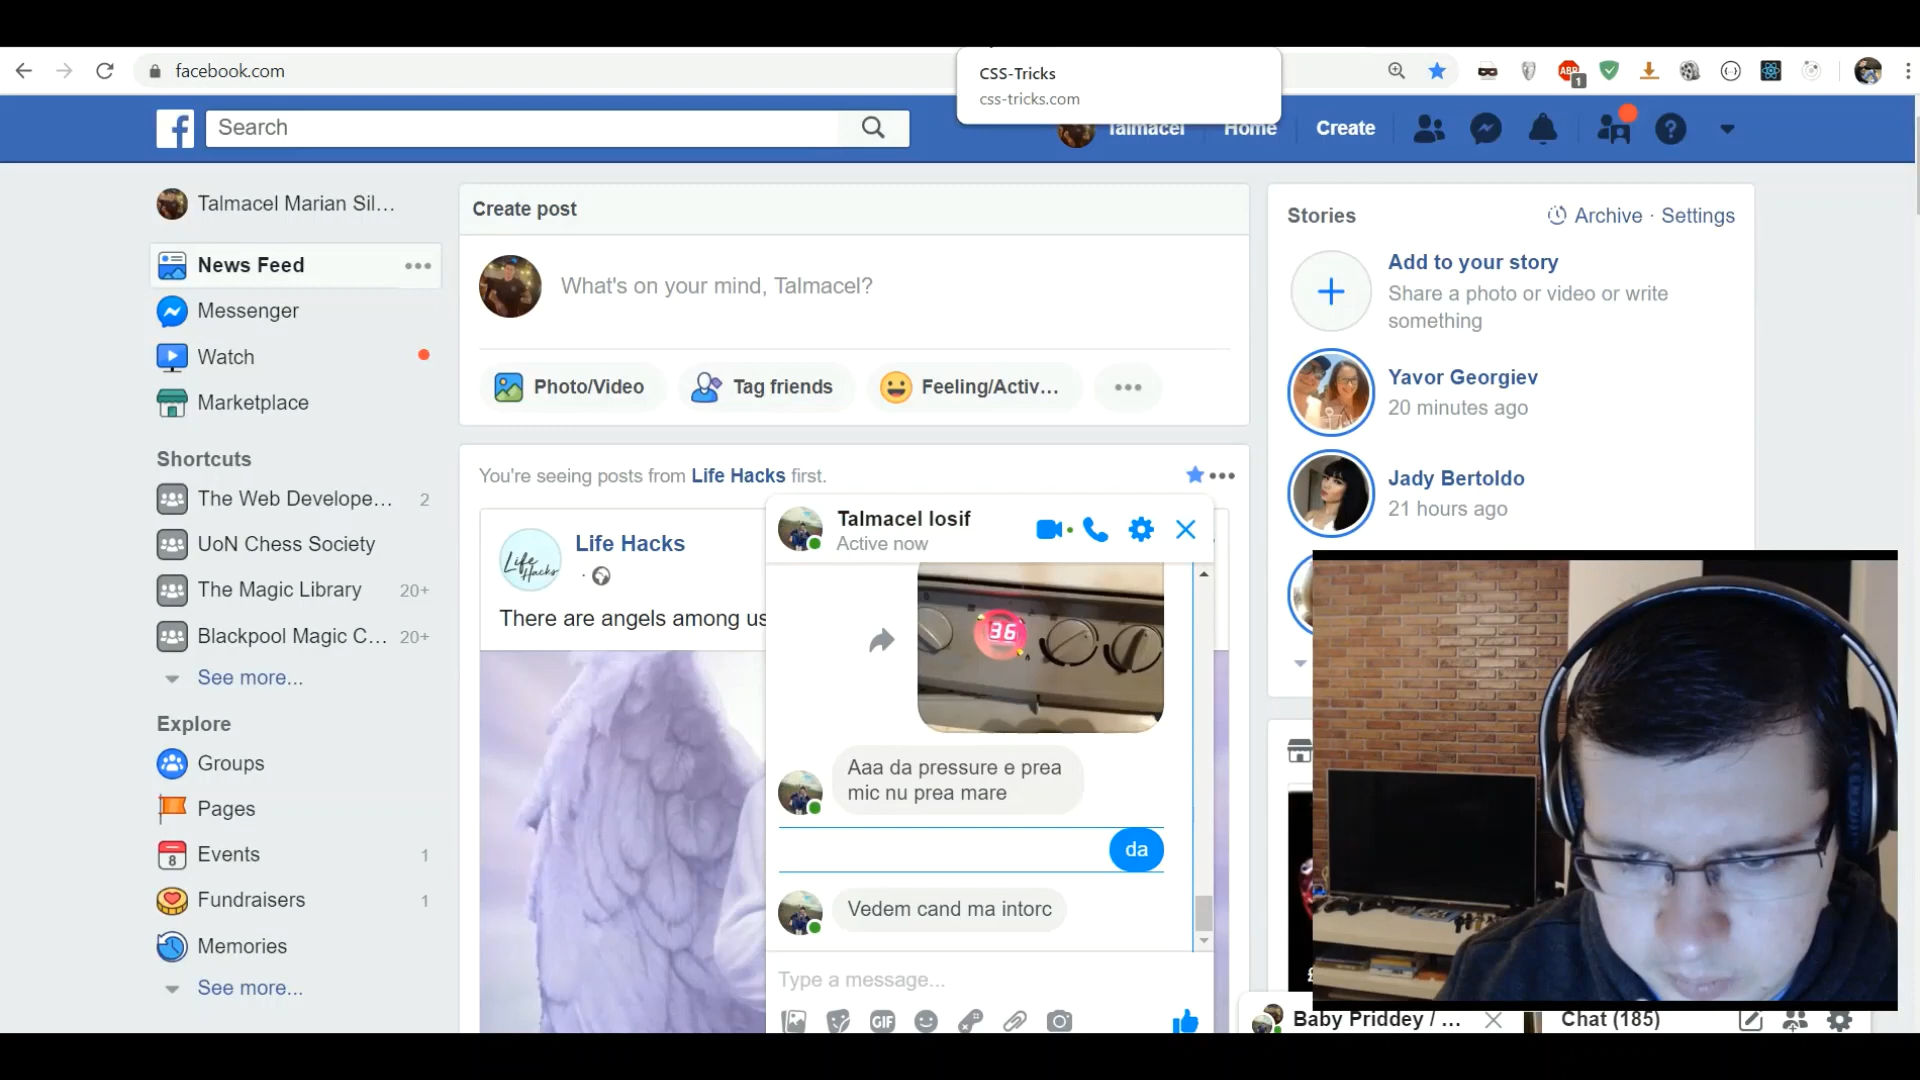 facebook.com
CSS-Tricks
css-tricks.com
ABP
1
Search
Talmacel
Home
Create
Talmacel Marian Sil...
News Feed
Messenger
Watch
Marketplace
Shortcuts
The Web Develope... 2
UoN Chess Society
The Magic Library 20+
Blackpool Magic C... 20+
See more...
Explore
Groups
Pages
8
Events 1
Fundraisers 1
Memories
See more...
Create post
What's on your mind, Talmacel?
Photo/Video
Tag friends
Feeling/Activ...
You're seeing posts from Life Hacks first.
Life Hacks
Life Hacks
There are angels among us
Talmacel Iosif
Active now
36
Aaa da pressure e prea
mic nu prea mare
da
Vedem cand ma intorc
Type a message...
GIF
Stories
Archive · Settings
Add to your story
Share a photo or video or write
something
Yavor Georgiev
20 minutes ago
Jady Bertoldo
21 hours ago
Baby Priddey / ...
Chat (185)